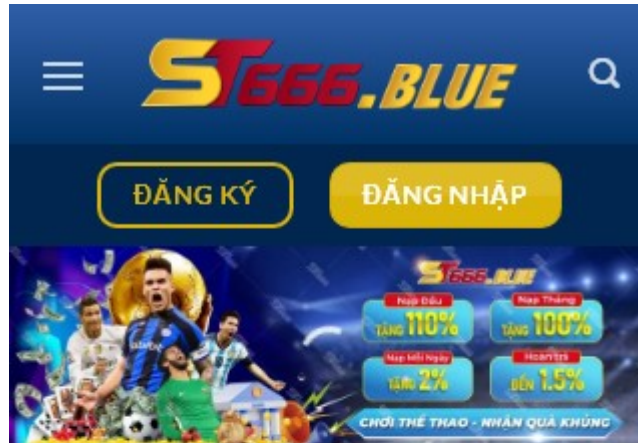 ST666.BLUE
ĐĂNG KÝ
ĐĂNG NHẬP
ST666.BLUE
Nạp Đầu
TẶNG 110%
Nạp Tháng
TẶNG 100%
Nạp Mỗi Ngày
TẶNG 2%
Hoàn trả
ĐẾN 1.5%
CHƠI THỂ THAO - NHẬN QUÀ KHỦNG